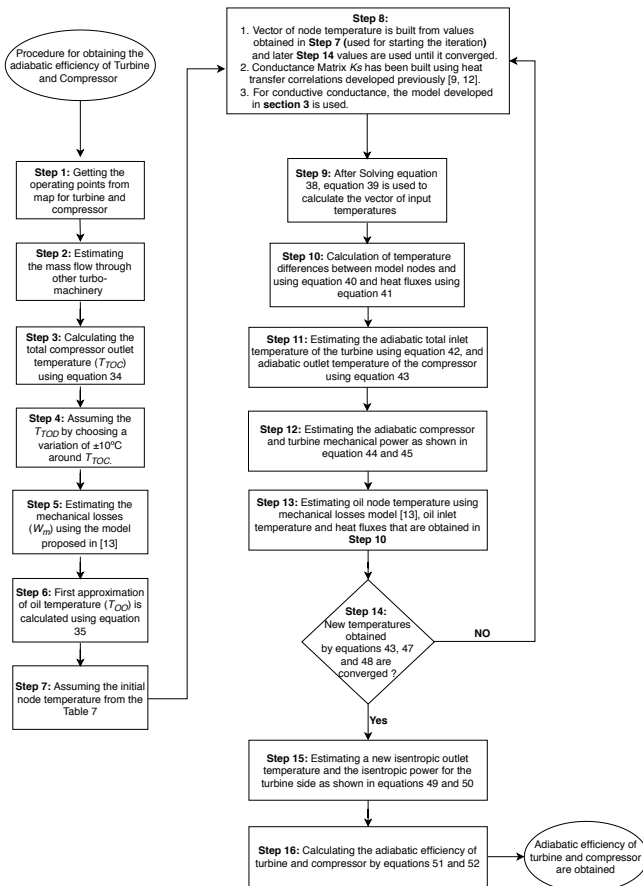 Procedure for obtaining the
adiabatic efficiency of Turbine
and Compressor
Step 1: Getting the
operating points from
map for turbine and
compressor
Step 2: Estimating
the mass flow through
other turbo-
machinery
Step 3: Calculating the
total compressor outlet
temperature (TTOC)
using equation 34
Step 4: Assuming the
TTOD by choosing a
variation of ±10ºC
around TTOC.
Step 5: Estimating the
mechanical losses
(Wm) using the model
proposed in [13]
Step 6: First approximation
of oil temperature (TOO) is
calculated using equation
35
Step 7: Assuming the initial
node temperature from the
Table 7
Step 8:
1. Vector of node temperature is built from values
obtained in Step 7 (used for starting the iteration)
and later Step 14 values are used until it converged.
2. Conductance Matrix Ks has been built using heat
transfer correlations developed previously [9, 12].
3. For conductive conductance, the model developed
in section 3 is used.
Step 9: After Solving equation
38, equation 39 is used to
calculate the vector of input
temperatures
Step 10: Calculation of temperature
differences between model nodes and
using equation 40 and heat fluxes using
equation 41
Step 11: Estimating the adiabatic total inlet
temperature of the turbine using equation 42, and
adiabatic outlet temperature of the compressor
using equation 43
Step 12: Estimating the adiabatic compressor
and turbine mechanical power as shown in
equation 44 and 45
Step 13: Estimating oil node temperature using
mechanical losses model [13], oil inlet
temperature and heat fluxes that are obtained in
Step 10
Step 14:
New temperatures
obtained
by equations 43, 47
and 48 are
converged ?
NO
Yes
Step 15: Estimating a new isentropic outlet
temperature and the isentropic power for the
turbine side as shown in equations 49 and 50
Step 16: Calculating the adiabatic efficiency of
turbine and compressor by equations 51 and 52
Adiabatic efficiency of
turbine and compressor
are obtained